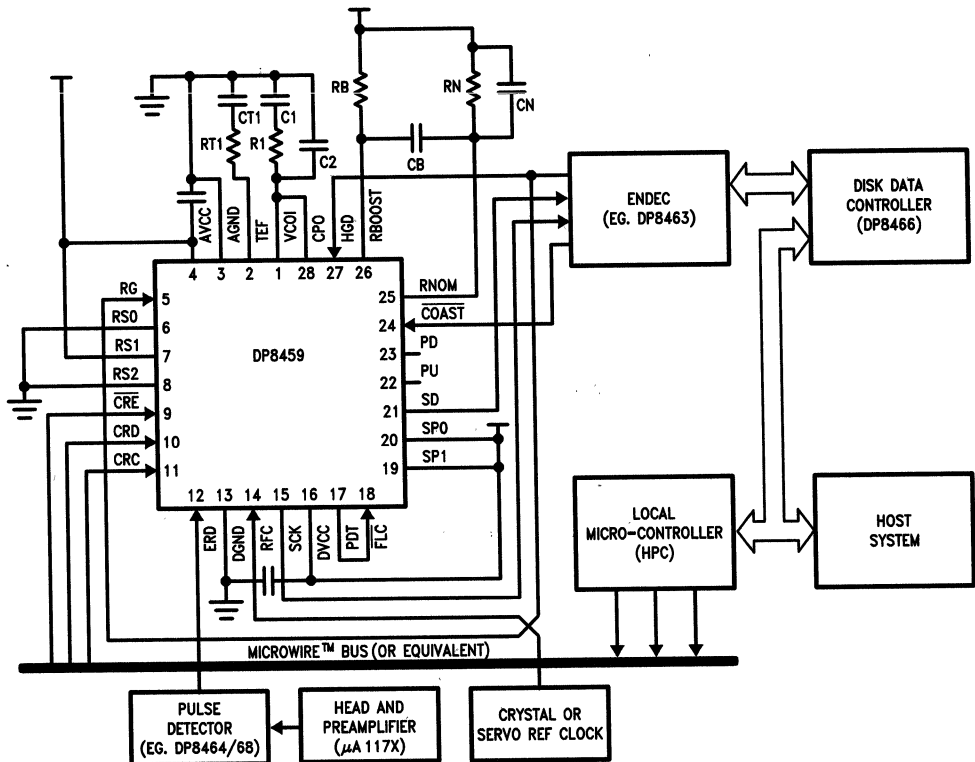 RB
RN
CN
CT1
C1
RT1
R1
C2
CB
AVCC
AGND
TEF
VCOI
CPO
HGD
RBOOST
4
3
2
1
28
27
26
ENDEC
(EG. DP8463)
DISK DATA
CONTROLLER
(DP8466)
RG
5
25
RNOM
RS0
6
24
COAST
RS1
7
DP8459
23
PD
RS2
8
22
PU
CRE
9
21
SD
CRD
10
20
SP0
CRC
11
19
SP1
12
13
14
15
16
17
18
ERD
DGND
RFC
SCK
DVCC
PDT
FLC
LOCAL
MICRO-CONTROLLER
(HPC)
HOST
SYSTEM
MICROWIRE™ BUS (OR EQUIVALENT)
PULSE
DETECTOR
(EG. DP8464/68)
HEAD AND
PREAMPLIFIER
(μA 117X)
CRYSTAL OR
SERVO REF CLOCK